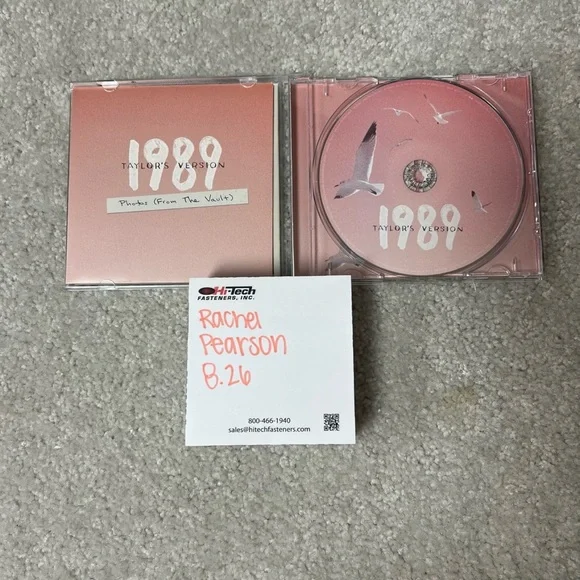 1989
TAYLOR'S VERSION
Photos (From The Vault)
1989
TAYLOR'S VERSION
Hi-Tech
FASTENERS, INC.
Rachel
Pearson
8.26
800-466-1940
sales@hitechfasteners.com